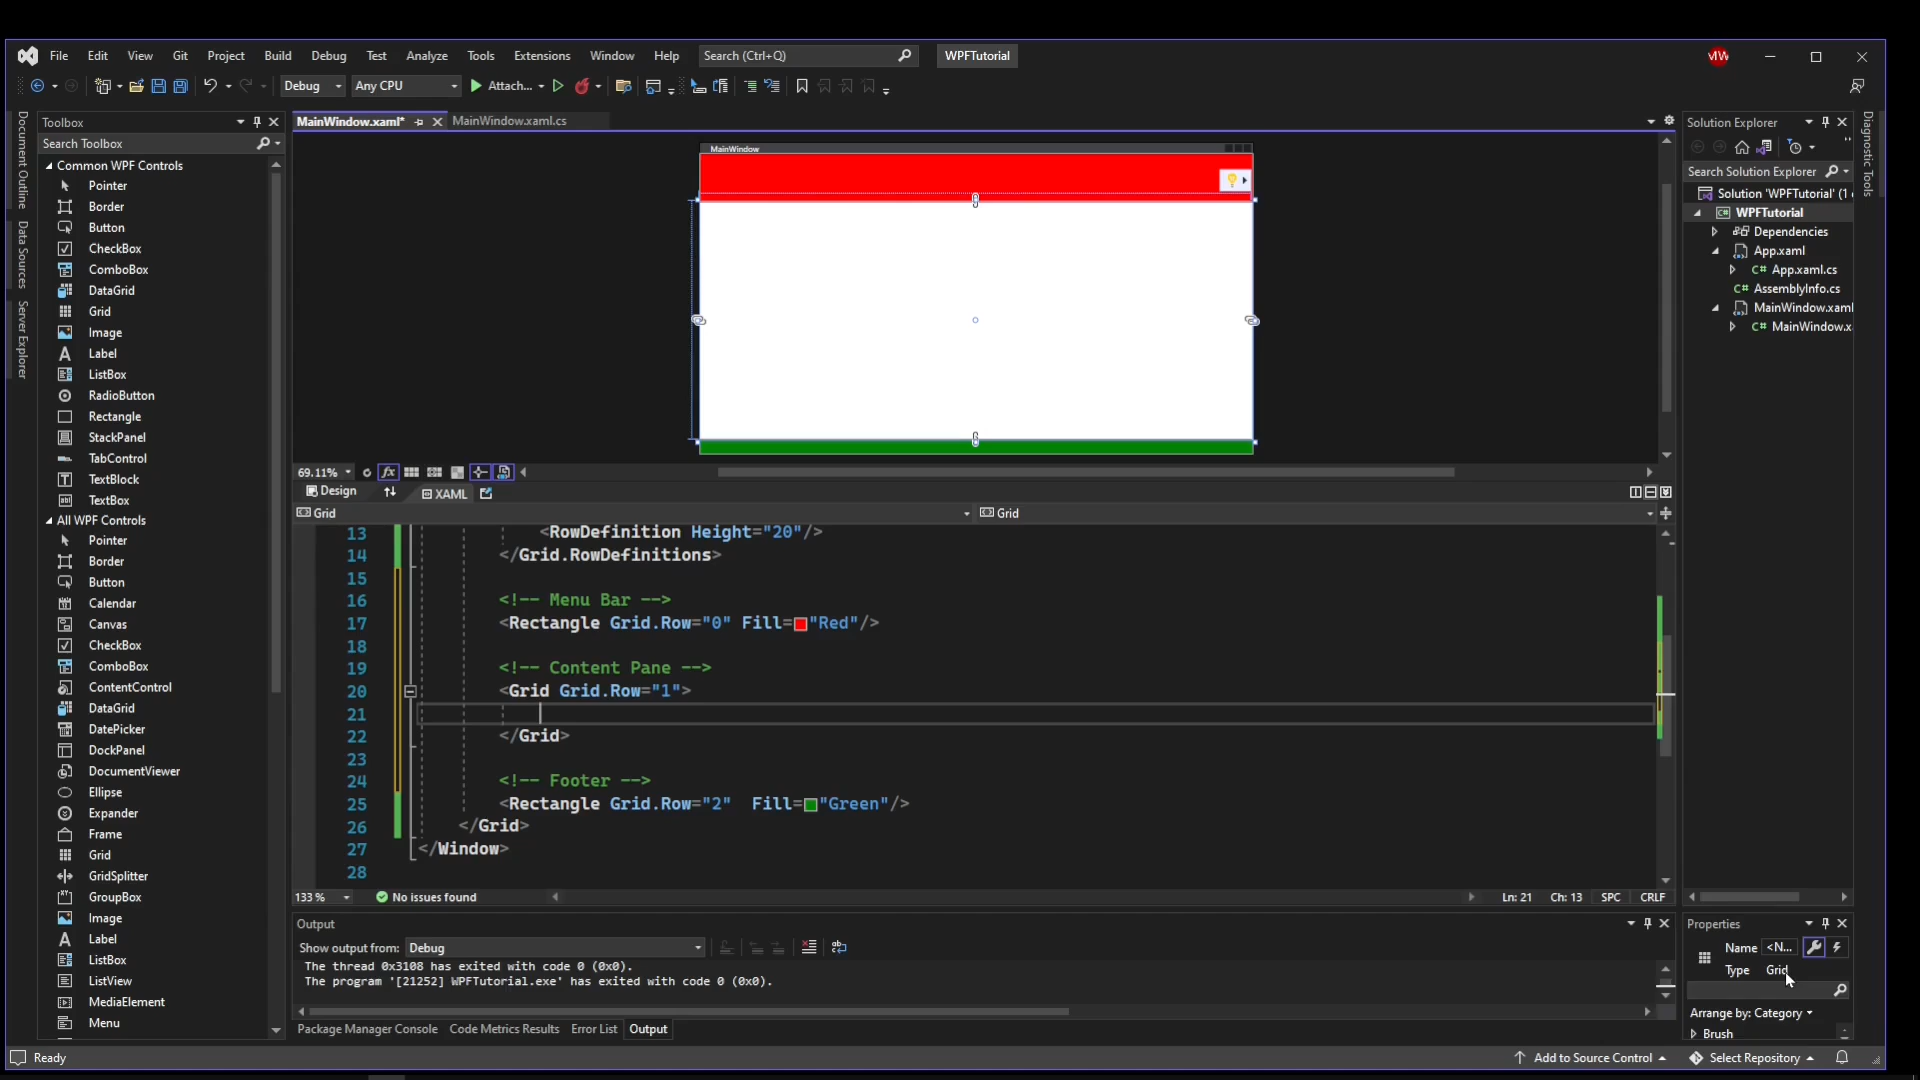 File Edit View Git Project Build Debug Test Analyze Tools Extensions Window Help Search (Ctrl+Q) WPFTutorial MW
Debug Any CPU Attach...
Document Outline
Data Sources
Server Explorer
Toolbox
Search Toolbox
Common WPF Controls
Pointer
Border
Button
CheckBox
ComboBox
DataGrid
Grid
Image
Label
ListBox
RadioButton
Rectangle
StackPanel
TabControl
TextBlock
TextBox
All WPF Controls
Pointer
Border
Button
Calendar
Canvas
CheckBox
ComboBox
ContentControl
DataGrid
DatePicker
DockPanel
DocumentViewer
Ellipse
Expander
Frame
Grid
GridSplitter
GroupBox
Image
Label
ListBox
ListView
MediaElement
Menu
MainWindow.xaml* MainWindow.xaml.cs
MainWindow
69.11% fx
Design XAML
Grid Grid
13 <RowDefinition Height="20"/>
14 </Grid.RowDefinitions>
15
16 <!-- Menu Bar -->
17 <Rectangle Grid.Row="0" Fill="Red"/>
18
19 <!-- Content Pane -->
20 <Grid Grid.Row="1">
21
22 </Grid>
23
24 <!-- Footer -->
25 <Rectangle Grid.Row="2"  Fill="Green"/>
26 </Grid>
27 </Window>
28
133 % No issues found Ln: 21 Ch: 13 SPC CRLF
Output
Show output from: Debug
The thread 0x3108 has exited with code 0 (0x0).
The program '[21252] WPFTutorial.exe' has exited with code 0 (0x0).
Package Manager Console Code Metrics Results Error List Output
Solution Explorer
Search Solution Explorer
Solution 'WPFTutorial' (1
WPFTutorial
Dependencies
App.xaml
C# App.xaml.cs
C# AssemblyInfo.cs
MainWindow.xaml
C# MainWindow.x
Diagnostic Tools
Properties
Name <N...
Type Grid
Arrange by: Category
Brush
Ready Add to Source Control Select Repository